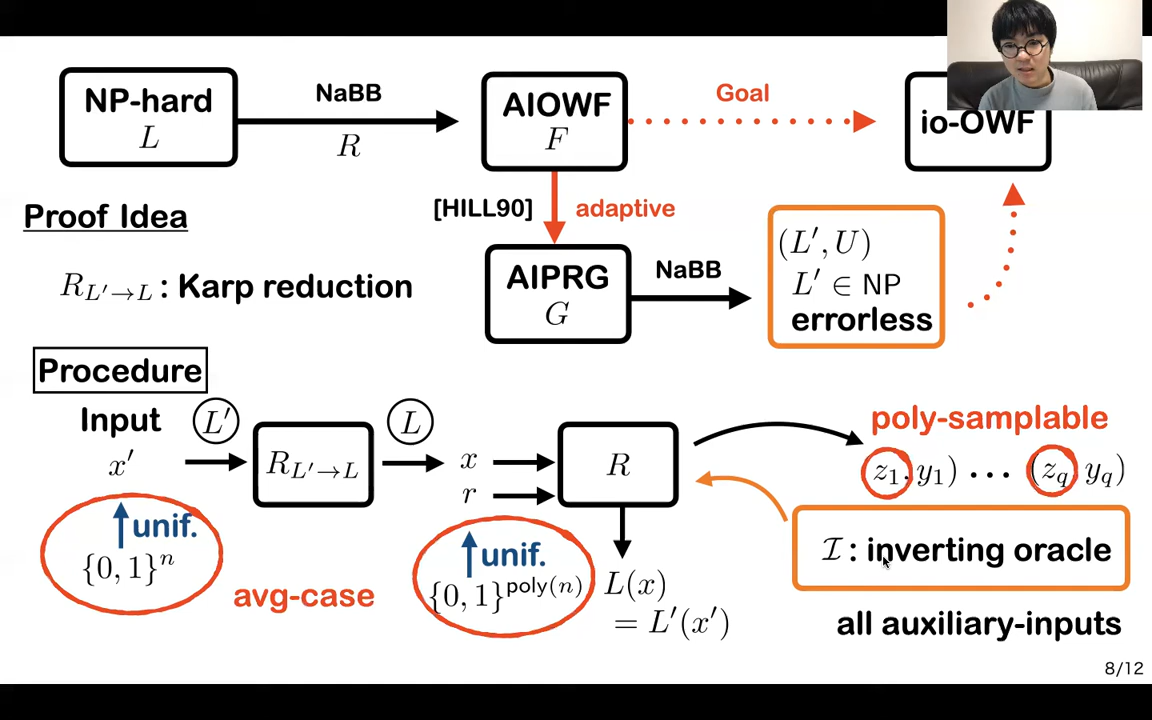 NP-hard
L
NaBB
R
AIOWF
F
Goal
io-OWF
Proof Idea
[HILL90]
adaptive
R_{L′→L} : Karp reduction
AIPRG
G
NaBB
(L′, U)
L′ ∈ NP
errorless
Procedure
Input
L′
L
poly-samplable
x′
R_{L′→L}
x
r
R
(z₁, y₁) ⋯ (z_q, y_q)
unif.
{0, 1}ⁿ
avg-case
unif.
{0, 1}^{poly(n)}
L(x)
= L′(x′)
𝓘 : inverting oracle
all auxiliary-inputs
8/12